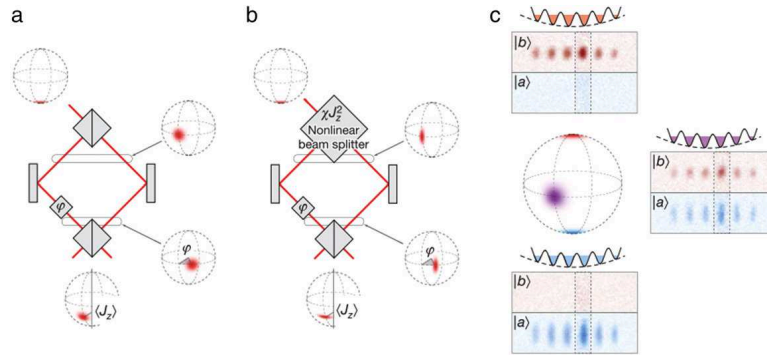 a
φ
φ
⟨J_z⟩
b
χJ_z^2
Nonlinear
beam splitter
φ
φ
⟨J_z⟩
c
|b⟩
|a⟩
|b⟩
|a⟩
|b⟩
|a⟩